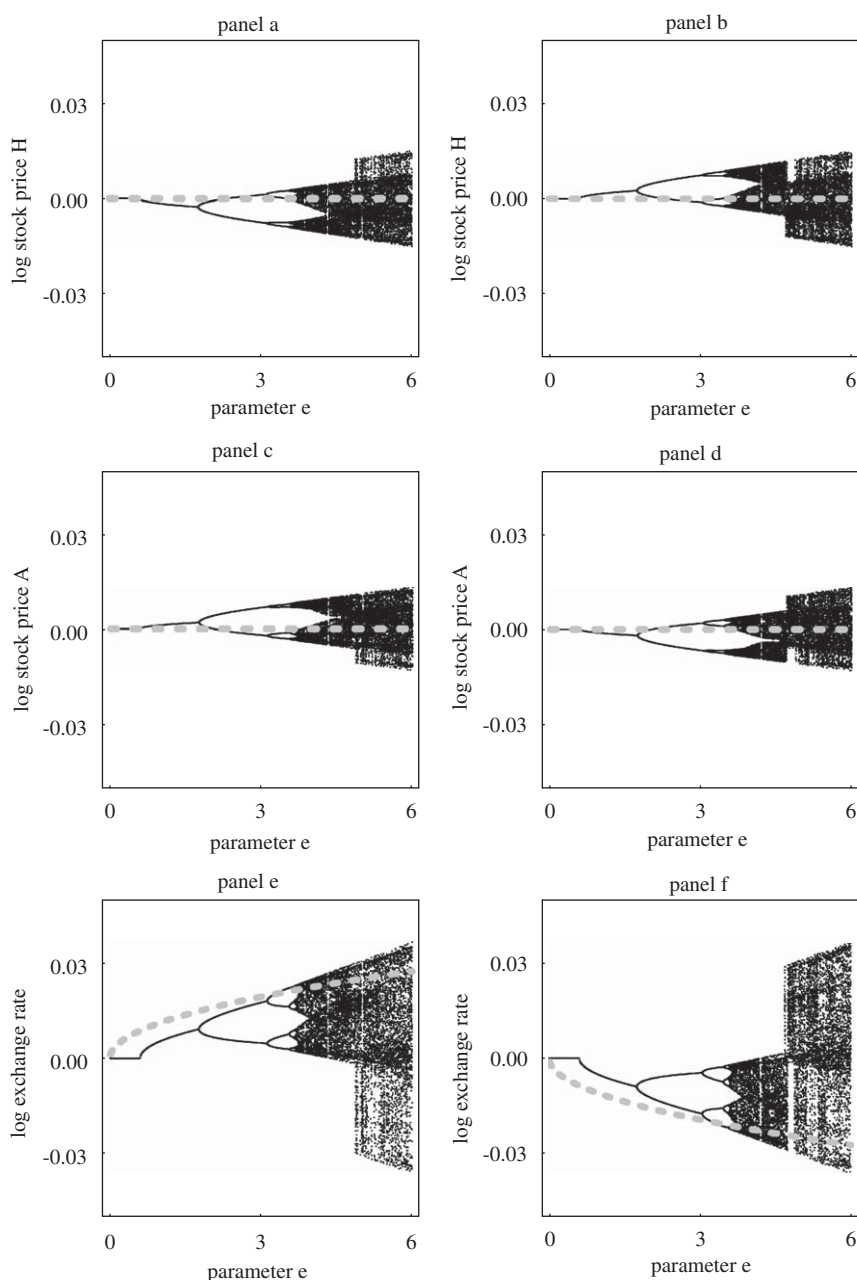 panel a
panel b
log stock price H
0.03
0.00
-0.03
0
3
6
parameter e
log stock price H
0.03
0.00
-0.03
0
3
6
parameter e
panel c
panel d
log stock price A
0.03
0.00
-0.03
0
3
6
parameter e
log stock price A
0.03
0.00
-0.03
0
3
6
parameter e
panel e
panel f
log exchange rate
0.03
0.00
-0.03
0
3
6
parameter e
log exchange rate
0.03
0.00
-0.03
0
3
6
parameter e